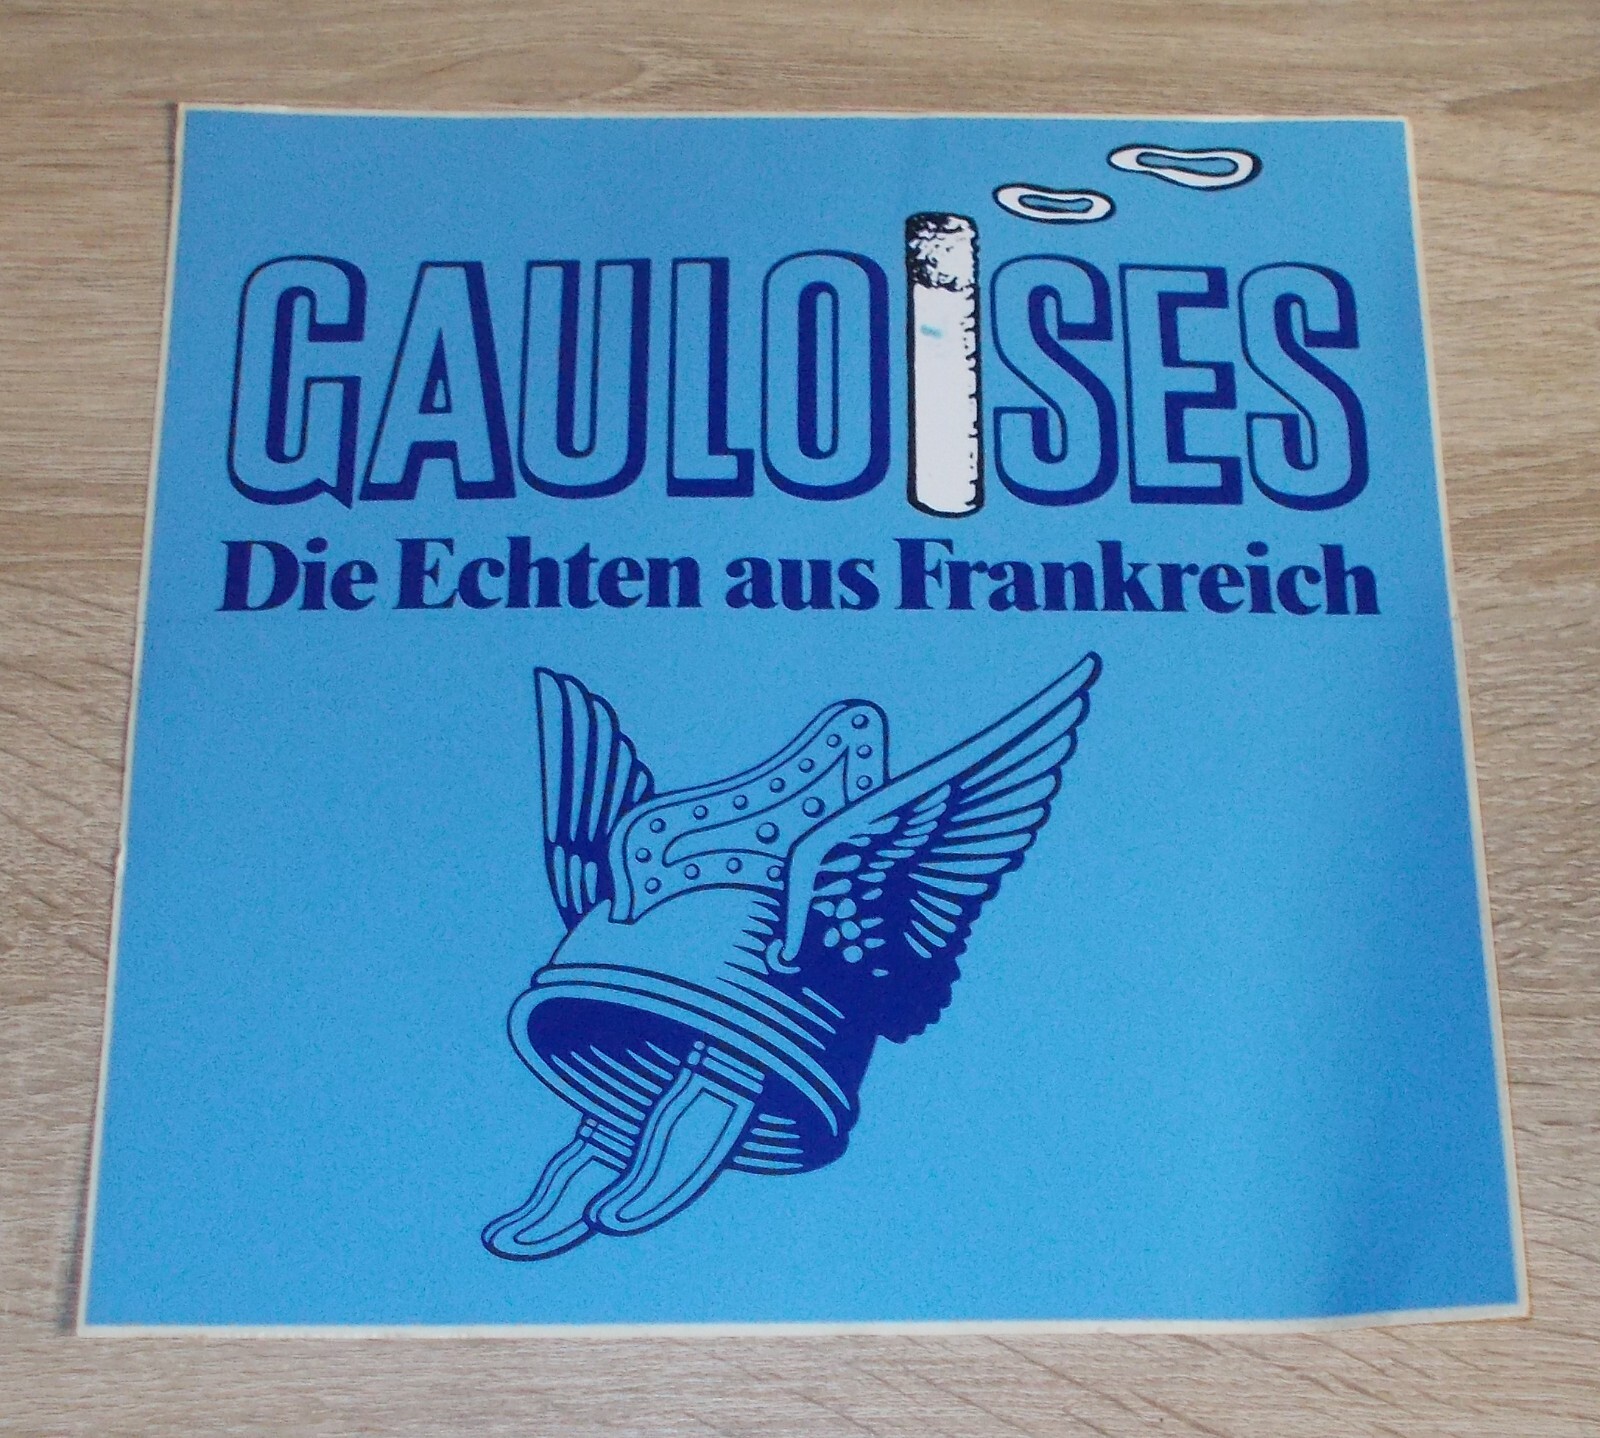 GAULOISES
Die Echten aus Frankreich